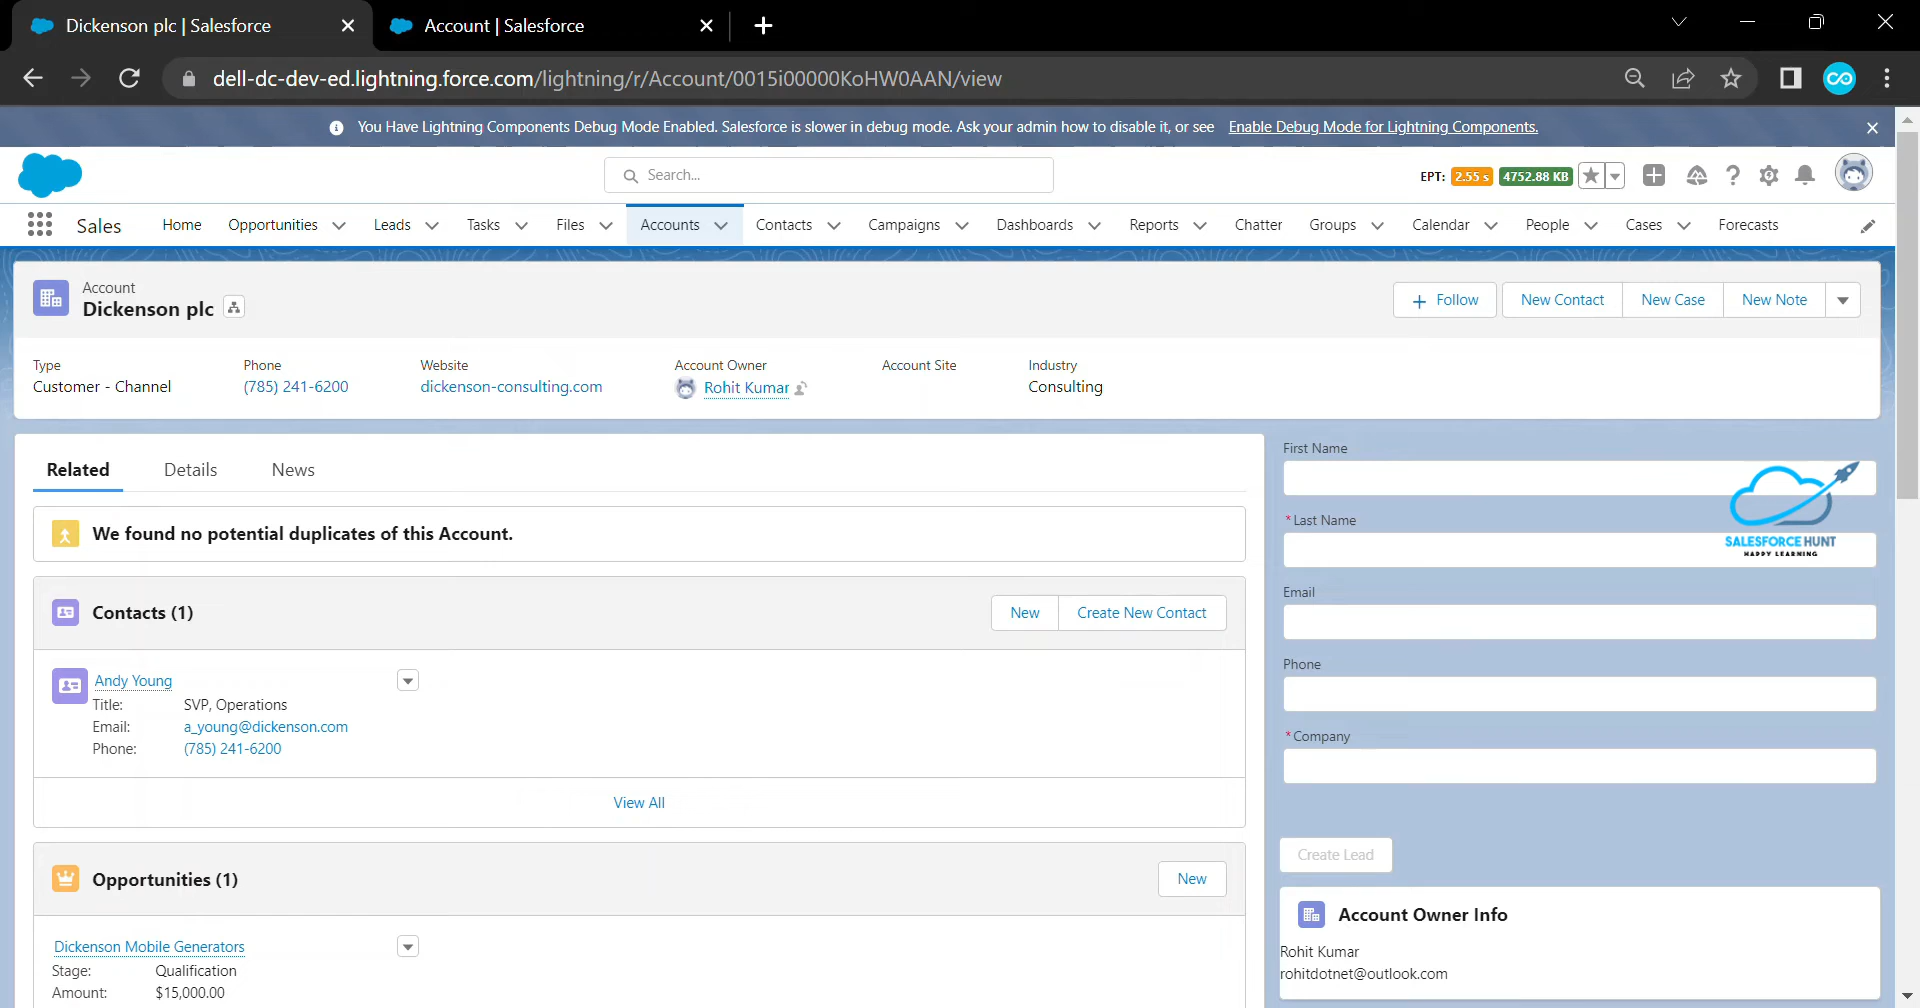 Dickenson plc | Salesforce
Account | Salesforce
dell-dc-dev-ed.lightning.force.com/lightning/r/Account/0015i00000KoHW0AAN/view
You Have Lightning Components Debug Mode Enabled. Salesforce is slower in debug mode. Ask your admin how to disable it, or see Enable Debug Mode for Lightning Components.
Search...
EPT: 2.55 s 4752.88 KB
Sales Home Opportunities Leads Tasks Files Accounts Contacts Campaigns Dashboards Reports Chatter Groups Calendar People Cases Forecasts
Account
Dickenson plc
Follow New Contact New Case New Note
Type Phone Website Account Owner Account Site Industry
Customer - Channel (785) 241-6200 dickenson-consulting.com Rohit Kumar Consulting
Related Details News
We found no potential duplicates of this Account.
Contacts (1)
New Create New Contact
Andy Young
Title: SVP, Operations
Email: a_young@dickenson.com
Phone: (785) 241-6200
View All
Opportunities (1)
New
Dickenson Mobile Generators
Stage: Qualification
Amount: $15,000.00
First Name
* Last Name
SALESFORCE HUNT
HAPPY LEARNING
Email
Phone
* Company
Create Lead
Account Owner Info
Rohit Kumar
rohitdotnet@outlook.com